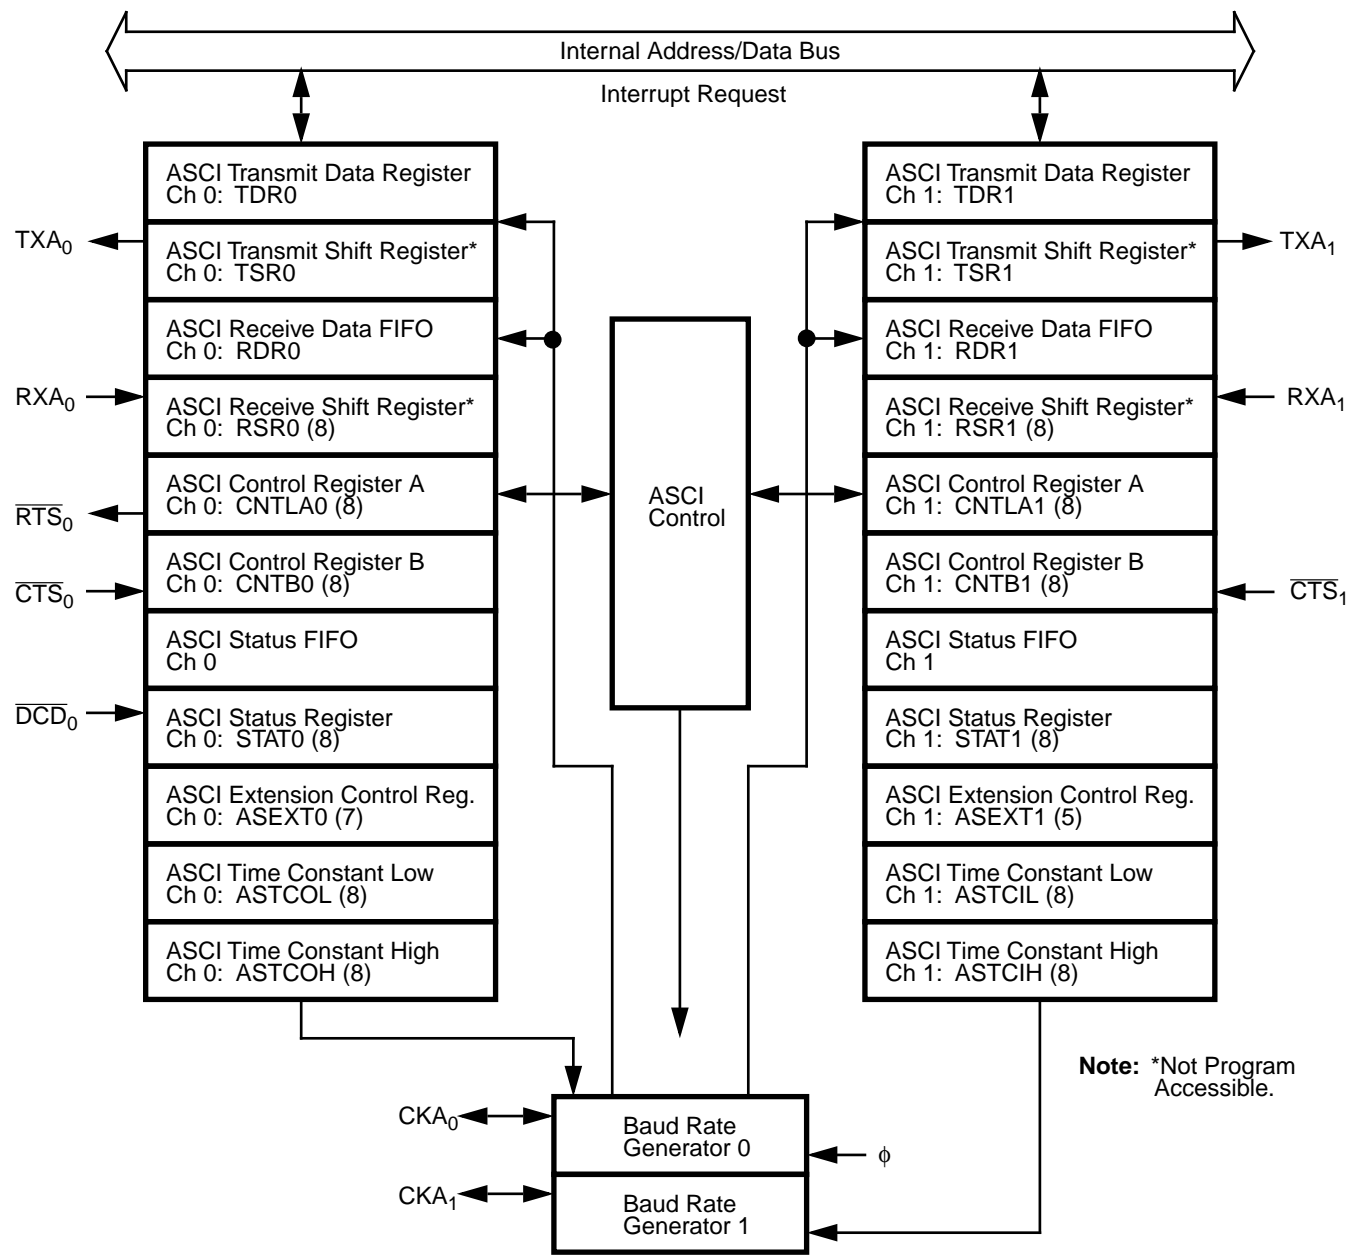 Internal Address/Data Bus
Interrupt Request
ASCI Transmit Data Register
Ch 0: TDR0
TXA0
ASCI Transmit Shift Register*
Ch 0: TSR0
ASCI Receive Data FIFO
Ch 0: RDR0
RXA0
ASCI Receive Shift Register*
Ch 0: RSR0 (8)
ASCI Control Register A
Ch 0: CNTLA0 (8)
RTS0
ASCI Control Register B
Ch 0: CNTB0 (8)
CTS0
ASCI Status FIFO
Ch 0
ASCI Status Register
Ch 0: STAT0 (8)
DCD0
ASCI Extension Control Reg.
Ch 0: ASEXT0 (7)
ASCI Time Constant Low
Ch 0: ASTCOL (8)
ASCI Time Constant High
Ch 0: ASTCOH (8)
ASCI
Control
ASCI Transmit Data Register
Ch 1: TDR1
ASCI Transmit Shift Register*
Ch 1: TSR1
TXA1
ASCI Receive Data FIFO
Ch 1: RDR1
ASCI Receive Shift Register*
Ch 1: RSR1 (8)
RXA1
ASCI Control Register A
Ch 1: CNTLA1 (8)
ASCI Control Register B
Ch 1: CNTB1 (8)
CTS1
ASCI Status FIFO
Ch 1
ASCI Status Register
Ch 1: STAT1 (8)
ASCI Extension Control Reg.
Ch 1: ASEXT1 (5)
ASCI Time Constant Low
Ch 1: ASTCIL (8)
ASCI Time Constant High
Ch 1: ASTCIH (8)
Note: *Not Program
Accessible.
CKA0
Baud Rate
Generator 0
ϕ
CKA1
Baud Rate
Generator 1